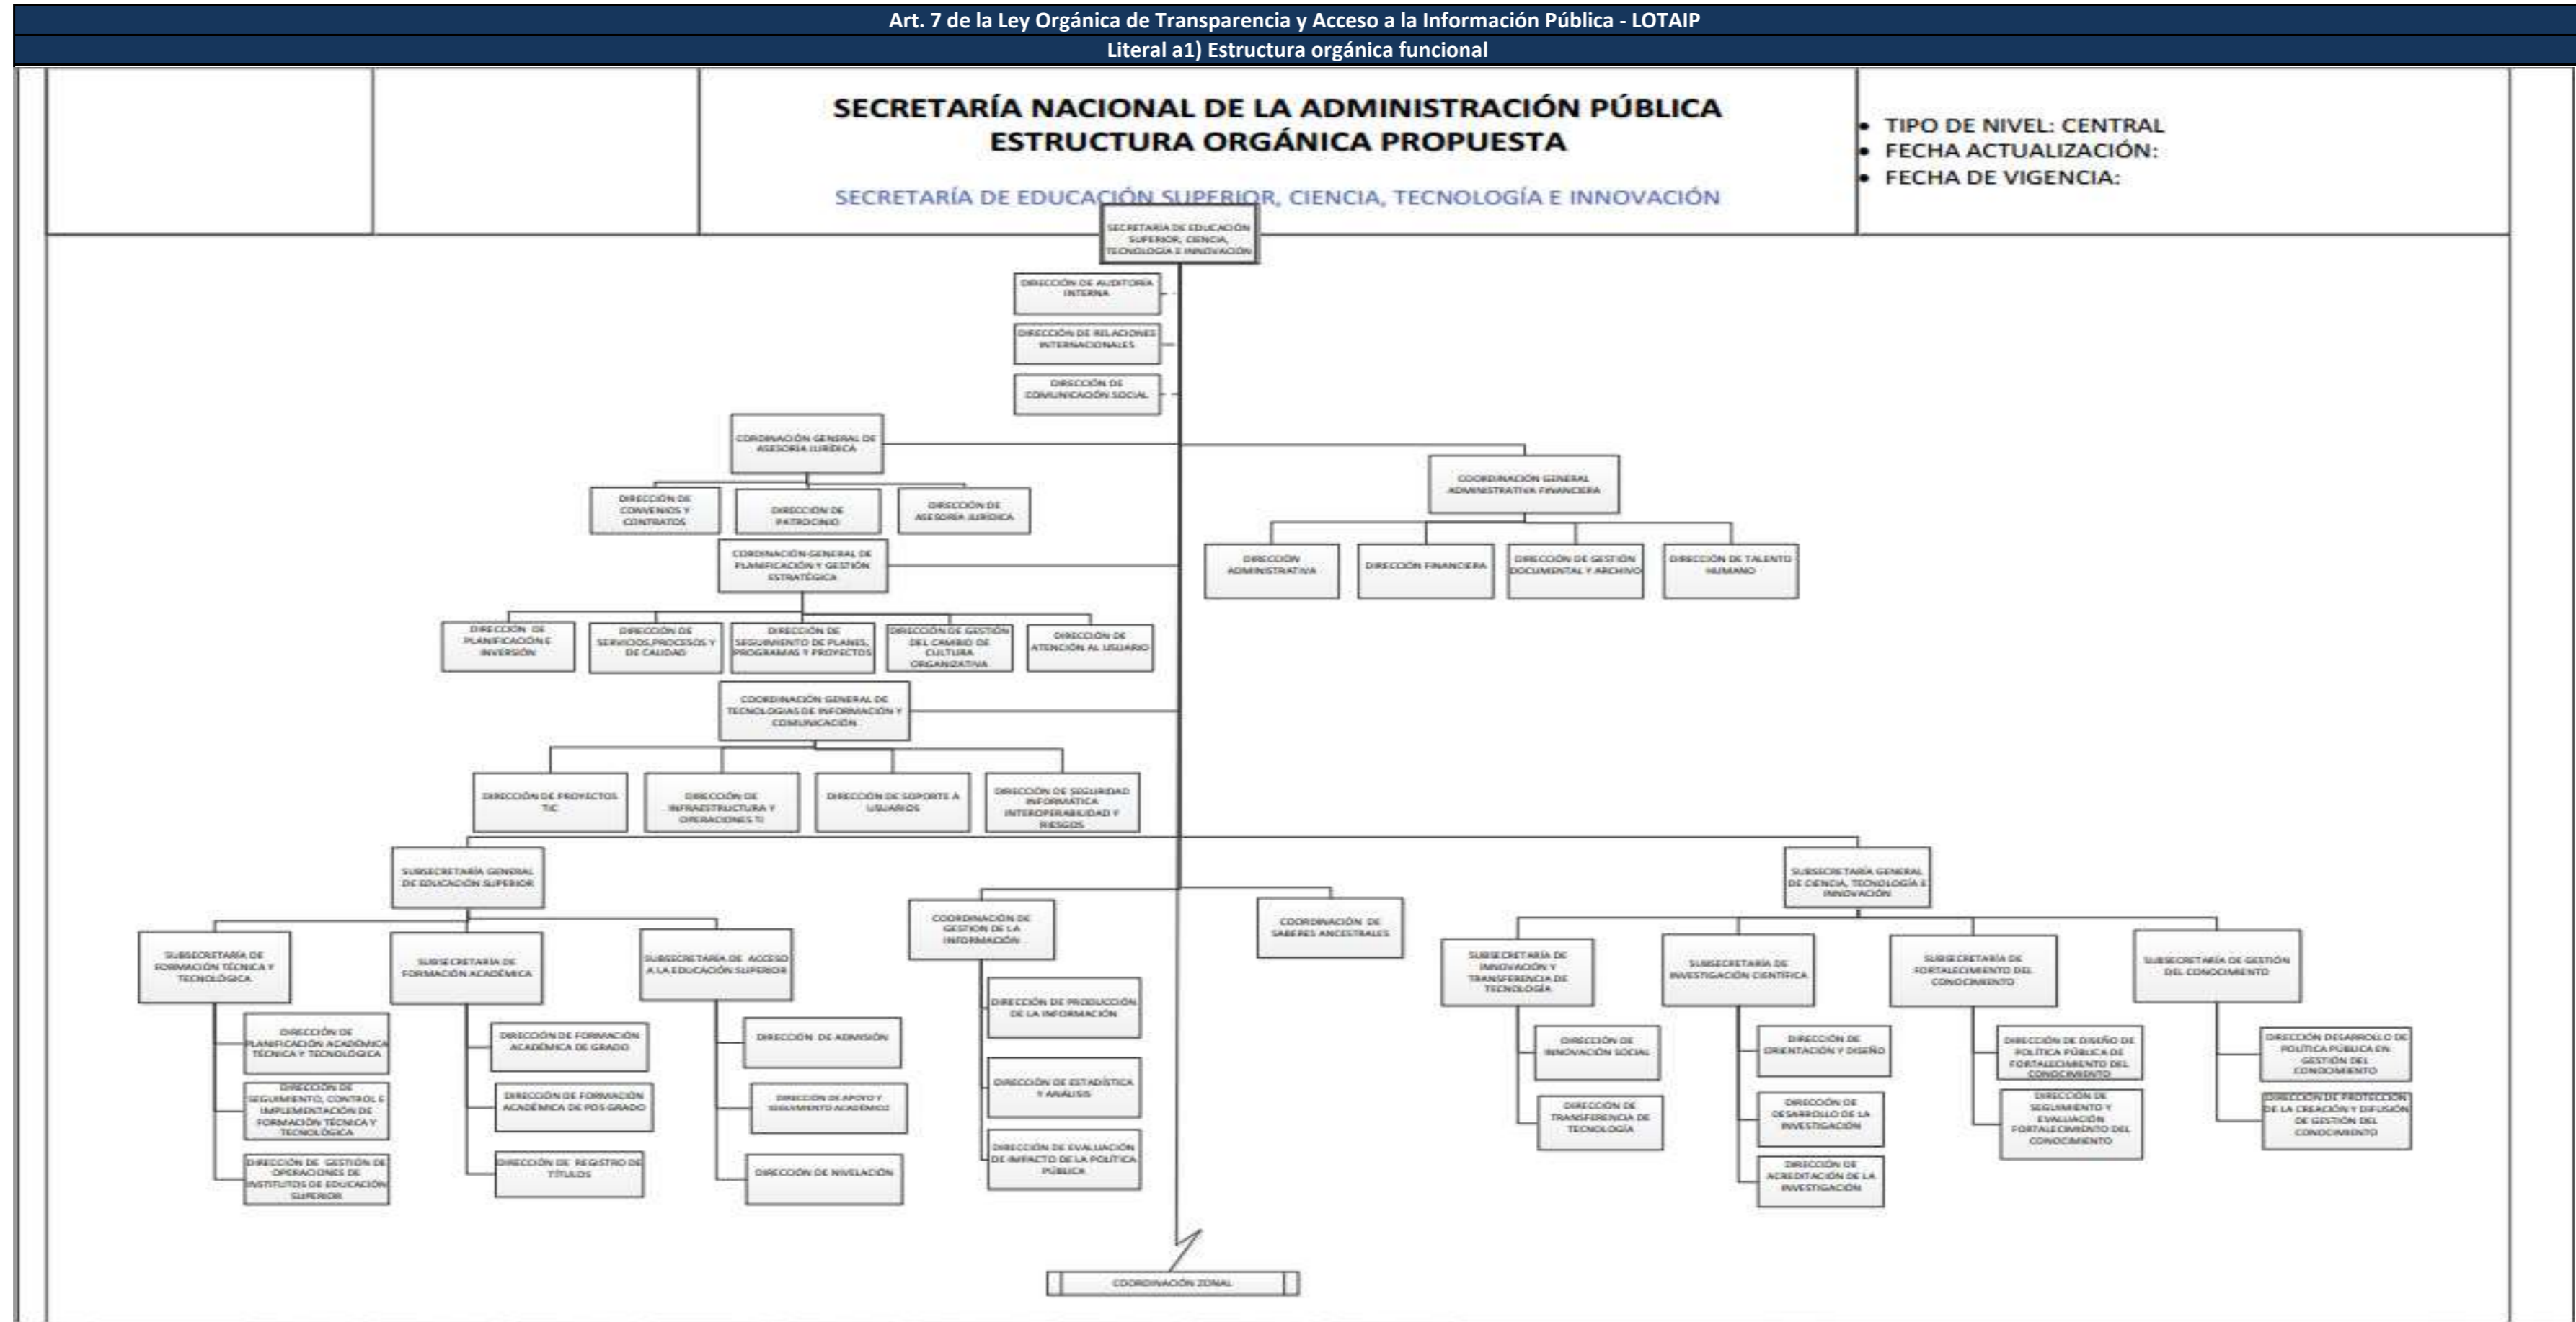 Art. 7 de la Ley Orgánica de Transparencia y Acceso a la Información Pública - LOTAIP
Literal a1) Estructura orgánica funcional
SECRETARÍA NACIONAL DE LA ADMINISTRACIÓN PÚBLICA
ESTRUCTURA ORGÁNICA PROPUESTA
SECRETARÍA DE EDUCACIÓN SUPERIOR, CIENCIA, TECNOLOGÍA E INNOVACIÓN
• TIPO DE NIVEL: CENTRAL
• FECHA ACTUALIZACIÓN:
• FECHA DE VIGENCIA:
SECRETARÍA DE EDUCACIÓN
SUPERIOR, CIENCIA,
TECNOLOGÍA E INNOVACIÓN
DIRECCIÓN DE AUDITORÍA
INTERNA
DIRECCIÓN DE RELACIONES
INTERNACIONALES
DIRECCIÓN DE
COMUNICACIÓN SOCIAL
CORDINACIÓN GENERAL DE
ASESORÍA JURÍDICA
DIRECCIÓN DE
CONVENIOS Y
CONTRATOS
DIRECCIÓN DE
PATROCINIO
DIRECCIÓN DE
ASESORÍA JURÍDICA
COORDINACIÓN GENERAL
ADMINISTRATIVA FINANCIERA
DIRECCIÓN
ADMINISTRATIVA
DIRECCIÓN FINANCIERA
DIRECCIÓN DE GESTIÓN
DOCUMENTAL Y ARCHIVO
DIRECCIÓN DE TALENTO
HUMANO
CORDINACIÓN GENERAL DE
PLANIFICACIÓN Y GESTIÓN
ESTRATÉGICA
DIRECCIÓN DE
PLANIFICACIÓN E
INVERSIÓN
DIRECCIÓN DE
SERVICIOS,PROCESOS Y
DE CALIDAD
DIRECCIÓN DE
SEGUIMIENTO DE PLANES,
PROGRAMAS Y PROYECTOS
DIRECCIÓN DE GESTIÓN
DEL CAMBIO DE
CULTURA
ORGANIZATIVA
DIRECCIÓN DE
ATENCIÓN AL USUARIO
COORDINACIÓN GENERAL DE
TECNOLOGIAS DE INFORMACIÓN Y
COMUNICACIÓN
DIRECCIÓN DE PROYECTOS
TIC
DIRECCIÓN DE
INFRAESTRUCTURA Y
OPERACIONES TI
DIRECCIÓN DE SOPORTE A
USUARIOS
DIRECCIÓN DE SEGURIDAD
INFORMÁTICA
INTEROPERABILIDAD Y
RIESGOS
SUBSECRETARÍA GENERAL
DE EDUCACIÓN SUPERIOR
SUBSECRETARÍA DE
FORMACIÓN TÉCNICA Y
TECNOLÓGICA
DIRECCIÓN DE
PLANIFICACIÓN ACADÉMICA
TÉCNICA Y TECNOLÓGICA
DIRECCIÓN DE
SEGUIMIENTO, CONTROL E
IMPLEMENTACIÓN DE
FORMACIÓN TÉCNICA Y
TECNOLÓGICA
DIRECCIÓN DE GESTIÓN DE
OPERACIONES DE
INSTITUTOS DE EDUCACIÓN
SUPERIOR
SUBSECRETARÍA DE
FORMACIÓN ACADÉMICA
DIRECCIÓN DE FORMACIÓN
ACADÉMICA DE GRADO
DIRECCIÓN DE FORMACIÓN
ACADÉMICA DE POS GRADO
DIRECCIÓN DE REGISTRO DE
TÍTULOS
SUBSECRETARÍA DE ACCESO
A LA EDUCACIÓN SUPERIOR
DIRECCIÓN DE ADMISIÓN
DIRECCIÓN DE APOYO Y
SEGUIMIENTO ACADÉMICO
DIRECCIÓN DE NIVELACIÓN
COORDINACIÓN DE
GESTION DE LA
INFORMACIÓN
DIRECCIÓN DE PRODUCCIÓN
DE LA INFORMACIÓN
DIRECCIÓN DE ESTADÍSTICA
Y ANÁLISIS
DIRECCIÓN DE EVALUACIÓN
DE IMPACTO DE LA POLÍTICA
PÚBLICA
COORDINACIÓN DE
SABERES ANCESTRALES
SUBSECRETARÍA GENERAL
DE CIENCIA, TECNOLOGÍA E
INNOVACIÓN
SUBSECRETARÍA DE
INNOVACIÓN Y
TRANSFERENCIA DE
TECNOLOGÍA
DIRECCIÓN DE
INNOVACIÓN SOCIAL
DIRECCIÓN DE
TRANSFERENCIA DE
TECNOLOGÍA
SUBSECRETARÍA DE
INVESTIGACIÓN CIENTÍFICA
DIRECCIÓN DE
ORIENTACIÓN Y DISEÑO
DIRECCIÓN DE
DESARROLLO DE LA
INVESTIGACIÓN
DIRECCIÓN DE
ACREDITACIÓN DE LA
INVESTIGACIÓN
SUBSECRETARÍA DE
FORTALECIMIENTO DEL
CONOCIMIENTO
DIRECCIÓN DE DISEÑO DE
POLÍTICA PÚBLICA DE
FORTALECIMIENTO DEL
CONOCIMIENTO
DIRECCIÓN DE
SEGUIMIENTO Y
EVALUACIÓN
FORTALECIMIENTO DEL
CONOCIMIENTO
SUBSECRETARÍA DE GESTIÓN
DEL CONOCIMIENTO
DIRECCIÓN DESARROLLO DE
POLÍTICA PÚBLICA EN
GESTIÓN DEL
CONOCIMIENTO
DIRECCIÓN DE PROTECCIÓN
DE LA CREACIÓN Y DIFUSIÓN
DE GESTIÓN DEL
CONOCIMIENTO
COORDINACIÓN ZONAL